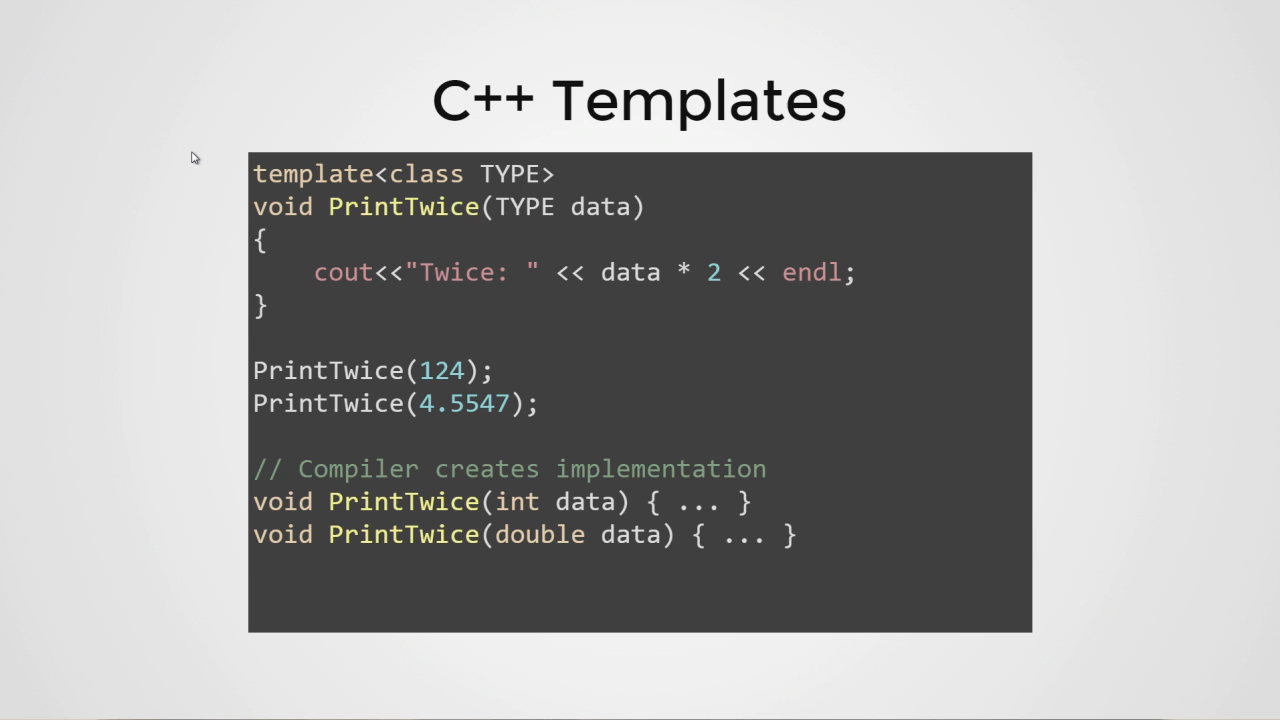 C++ Templates
template<class TYPE>
void PrintTwice(TYPE data)
{
    cout<<"Twice: " << data * 2 << endl;
}
PrintTwice(124);
PrintTwice(4.5547);
// Compiler creates implementation
void PrintTwice(int data) { ... }
void PrintTwice(double data) { ... }